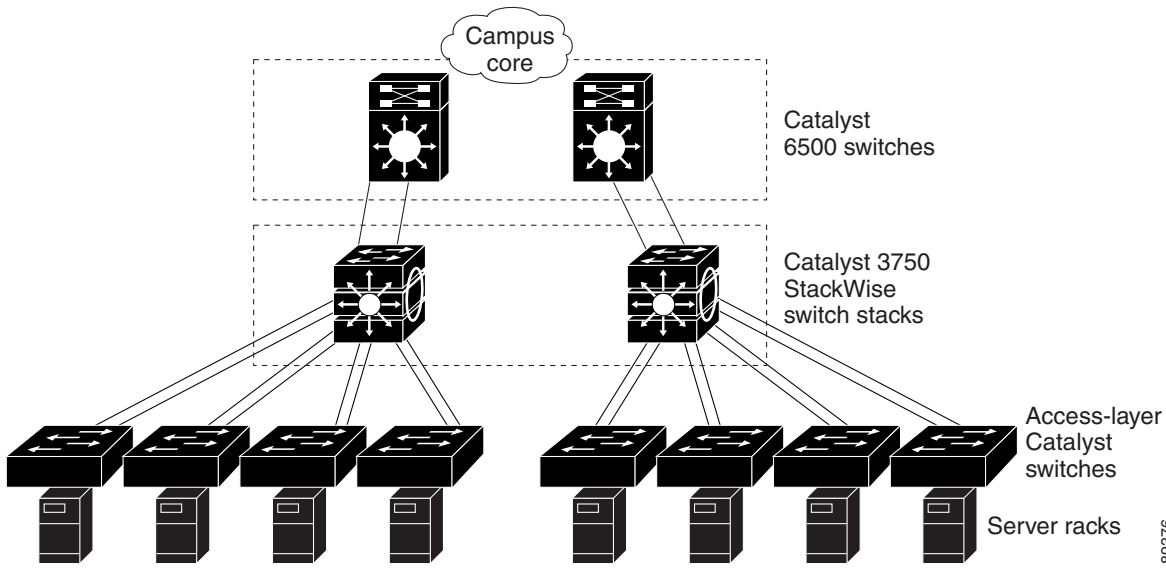 Campus
core
Catalyst
6500 switches
Catalyst 3750
StackWise
switch stacks
Access-layer
Catalyst
switches
Server racks